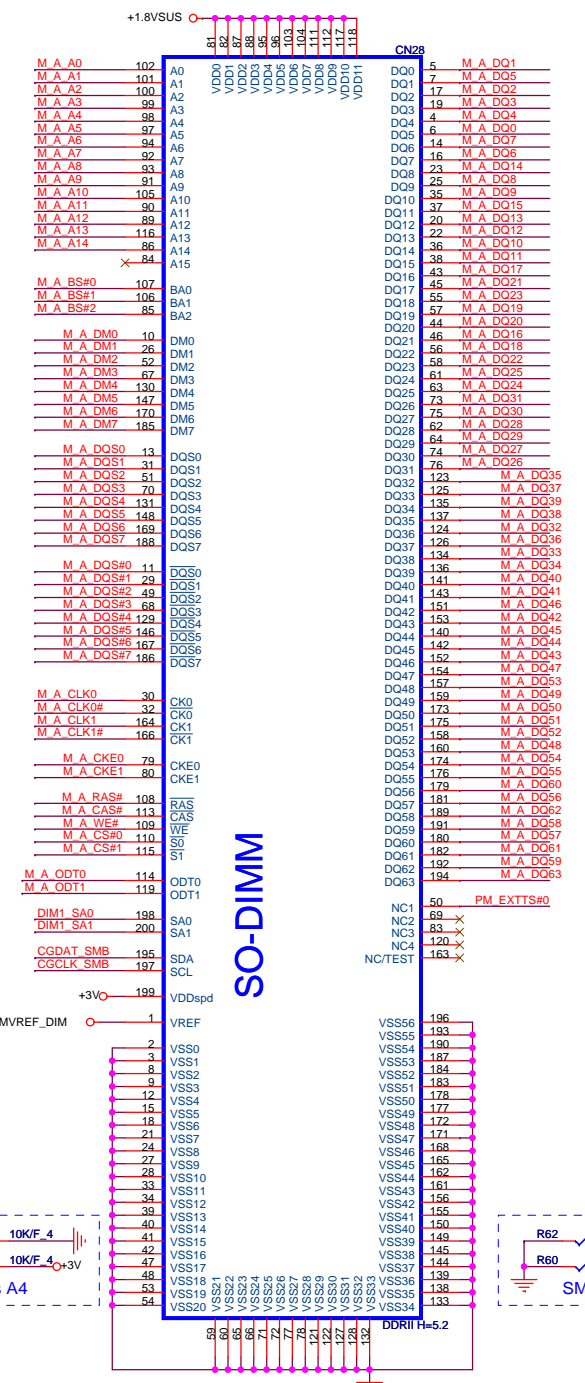 +1.8VSUS
81 82 87 88 95 96 103 104 111 112 117 118
VDD0 VDD1 VDD2 VDD3 VDD4 VDD5 VDD6 VDD7 VDD8 VDD9 VDD10 VDD11
CN28
M_A_A0 102 A0
M_A_A1 101 A1
M_A_A2 100 A2
M_A_A3 99 A3
M_A_A4 98 A4
M_A_A5 97 A5
M_A_A6 94 A6
M_A_A7 92 A7
M_A_A8 93 A8
M_A_A9 91 A9
M_A_A10 105 A10
M_A_A11 90 A11
M_A_A12 89 A12
M_A_A13 116 A13
M_A_A14 86 A14
84 A15
M_A_BS#0 107 BA0
M_A_BS#1 106 BA1
M_A_BS#2 85 BA2
M_A_DM0 10 DM0
M_A_DM1 26 DM1
M_A_DM2 52 DM2
M_A_DM3 67 DM3
M_A_DM4 130 DM4
M_A_DM5 147 DM5
M_A_DM6 170 DM6
M_A_DM7 185 DM7
M_A_DQS0 13 DQS0
M_A_DQS1 31 DQS1
M_A_DQS2 51 DQS2
M_A_DQS3 70 DQS3
M_A_DQS4 131 DQS4
M_A_DQS5 148 DQS5
M_A_DQS6 169 DQS6
M_A_DQS7 188 DQS7
M_A_DQS#0 11 DQS0
M_A_DQS#1 29 DQS1
M_A_DQS#2 49 DQS2
M_A_DQS#3 68 DQS3
M_A_DQS#4 129 DQS4
M_A_DQS#5 146 DQS5
M_A_DQS#6 167 DQS6
M_A_DQS#7 186 DQS7
M_A_CLK0 30 CK0
M_A_CLK0# 32 CK0
M_A_CLK1 164 CK1
M_A_CLK1# 166 CK1
M_A_CKE0 79 CKE0
M_A_CKE1 80 CKE1
M_A_RAS# 108 RAS
M_A_CAS# 113 CAS
M_A_WE# 109 WE
M_A_CS#0 110 S0
M_A_CS#1 115 S1
M_A_ODT0 114 ODT0
M_A_ODT1 119 ODT1
DIM1_SA0 198 SA0
DIM1_SA1 200 SA1
CGDAT_SMB 195 SDA
CGCLK_SMB 197 SCL
+3V 199 VDDspd
MVREF_DIM 1 VREF
2 VSS0
3 VSS1
8 VSS2
9 VSS3
12 VSS4
15 VSS5
18 VSS6
21 VSS7
24 VSS8
27 VSS9
28 VSS10
33 VSS11
34 VSS12
39 VSS13
40 VSS14
41 VSS15
42 VSS16
47 VSS17
48 VSS18
53 VSS19
54 VSS20
SO-DIMM
DQ0 5 M_A_DQ1
DQ1 7 M_A_DQ5
DQ2 17 M_A_DQ2
DQ3 19 M_A_DQ3
DQ4 4 M_A_DQ4
DQ5 6 M_A_DQ0
DQ6 14 M_A_DQ7
DQ7 16 M_A_DQ6
DQ8 23 M_A_DQ14
DQ9 25 M_A_DQ8
DQ10 35 M_A_DQ9
DQ11 37 M_A_DQ15
DQ12 20 M_A_DQ13
DQ13 22 M_A_DQ12
DQ14 36 M_A_DQ10
DQ15 38 M_A_DQ11
DQ16 43 M_A_DQ17
DQ17 45 M_A_DQ21
DQ18 55 M_A_DQ23
DQ19 57 M_A_DQ19
DQ20 44 M_A_DQ20
DQ21 46 M_A_DQ16
DQ22 56 M_A_DQ18
DQ23 58 M_A_DQ22
DQ24 61 M_A_DQ25
DQ25 63 M_A_DQ24
DQ26 73 M_A_DQ31
DQ27 75 M_A_DQ30
DQ28 62 M_A_DQ28
DQ29 64 M_A_DQ29
DQ30 74 M_A_DQ27
DQ31 76 M_A_DQ26
DQ32 123 M_A_DQ35
DQ33 125 M_A_DQ37
DQ34 135 M_A_DQ39
DQ35 137 M_A_DQ38
DQ36 124 M_A_DQ32
DQ37 126 M_A_DQ36
DQ38 134 M_A_DQ33
DQ39 136 M_A_DQ34
DQ40 141 M_A_DQ40
DQ41 143 M_A_DQ41
DQ42 151 M_A_DQ46
DQ43 153 M_A_DQ42
DQ44 140 M_A_DQ45
DQ45 142 M_A_DQ44
DQ46 152 M_A_DQ43
DQ47 154 M_A_DQ47
DQ48 157 M_A_DQ53
DQ49 159 M_A_DQ49
DQ50 173 M_A_DQ50
DQ51 175 M_A_DQ51
DQ52 158 M_A_DQ52
DQ53 160 M_A_DQ48
DQ54 174 M_A_DQ54
DQ55 176 M_A_DQ55
DQ56 179 M_A_DQ60
DQ57 181 M_A_DQ56
DQ58 189 M_A_DQ62
DQ59 191 M_A_DQ58
DQ60 180 M_A_DQ57
DQ61 182 M_A_DQ61
DQ62 192 M_A_DQ59
DQ63 194 M_A_DQ63
NC1 50 PM_EXTTS#0
NC2 69
NC3 83
NC4 120
NC/TEST 163
VSS56 196
VSS55 193
VSS54 190
VSS53 187
VSS52 184
VSS51 183
VSS50 178
VSS49 177
VSS48 172
VSS47 171
VSS46 168
VSS45 165
VSS44 162
VSS43 161
VSS42 156
VSS41 155
VSS40 150
VSS39 149
VSS38 145
VSS37 144
VSS36 139
VSS35 138
VSS34 133
VSS21 VSS22 VSS23 VSS24 VSS25 VSS26 VSS27 VSS28 VSS29 VSS30 VSS31 VSS32 VSS33
59 60 65 66 71 72 77 78 121 122 127 128 132
DDRII H=5.2
10K/F_4
10K/F_4 +3V
A4
R62
R60
SM